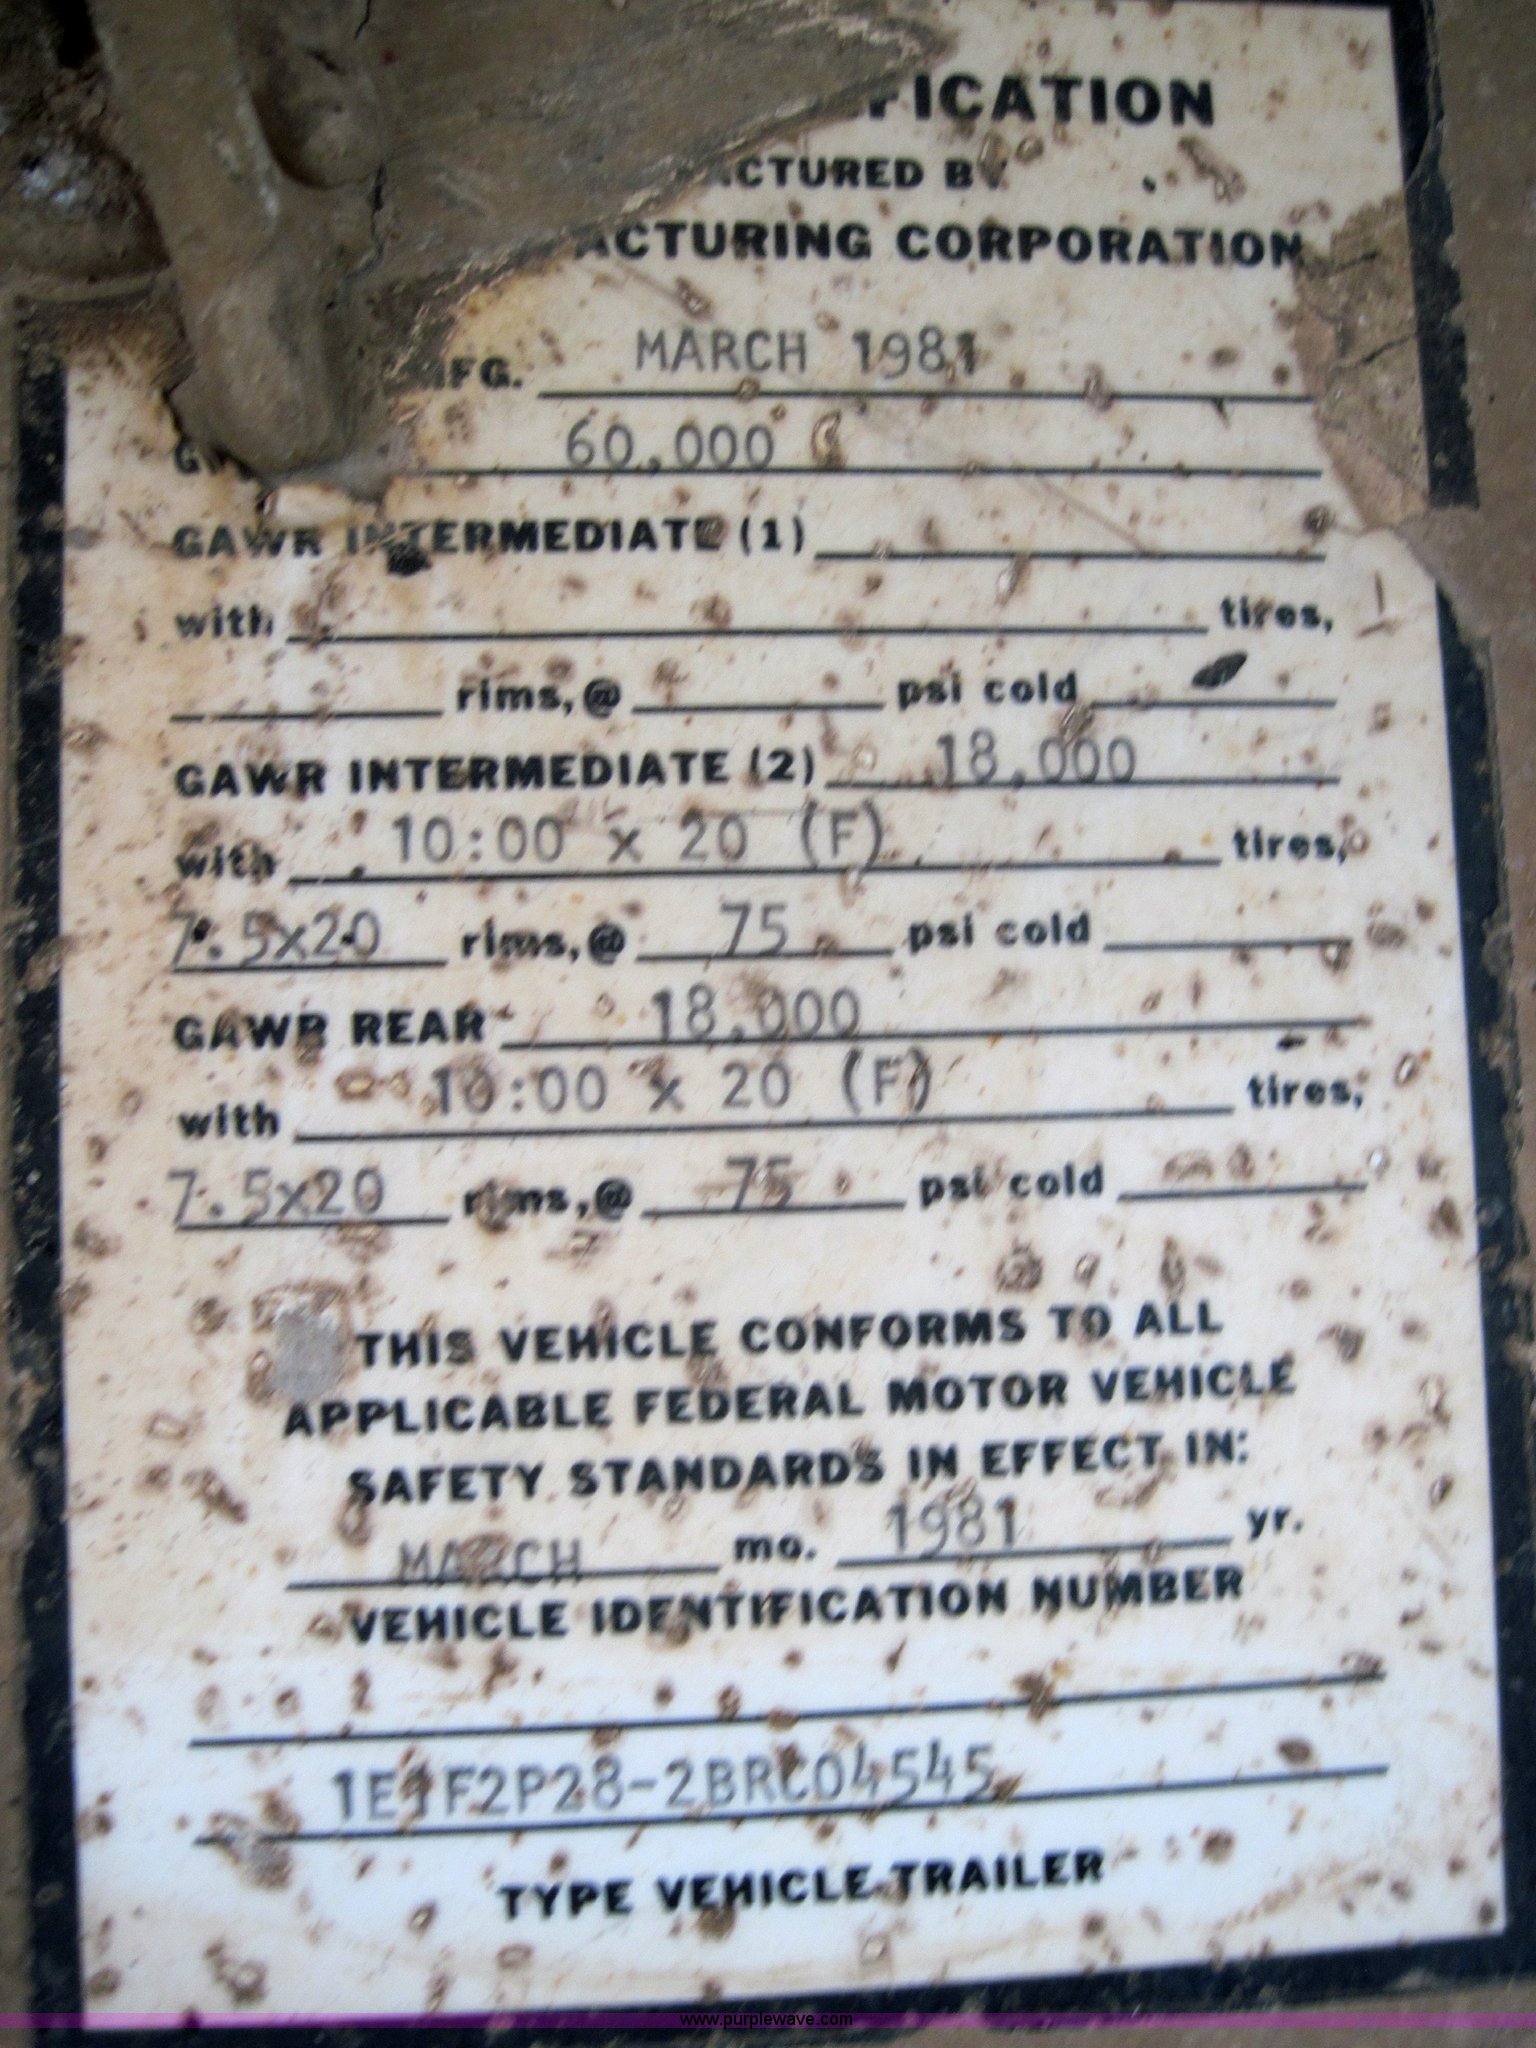 FICATION
ACTURED BY
ACTURING CORPORATION
MFG. MARCH 1981
60,000
GAWR INTERMEDIATE (1)
with tires,
rims,@ psi cold
GAWR INTERMEDIATE (2) 18,000
with 10:00 x 20 (F) tires,
7.5x20 rims,@ 75 psi cold
GAWR REAR 18,000
with 10:00 x 20 (F) tires,
7.5x20 rims,@ 75 psi cold
THIS VEHICLE CONFORMS TO ALL
APPLICABLE FEDERAL MOTOR VEHICLE
SAFETY STANDARDS IN EFFECT IN:
MARCH mo. 1981 yr.
VEHICLE IDENTIFICATION NUMBER
1E1F2P28-2BRC04545
TYPE VEHICLE-TRAILER
www.purplewave.com